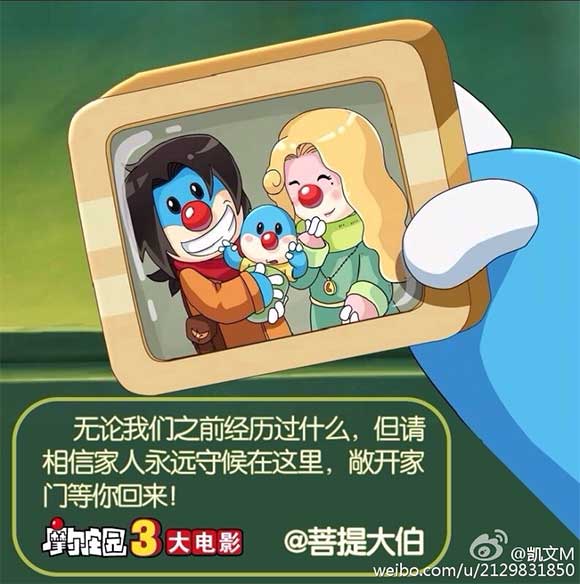 无论我们之前经历过什么，但请
相信家人永远守候在这里，敞开家
门等你回来！
摩尔庄园3大电影
@菩提大伯
@凯文M
weibo.com/u/2129831850